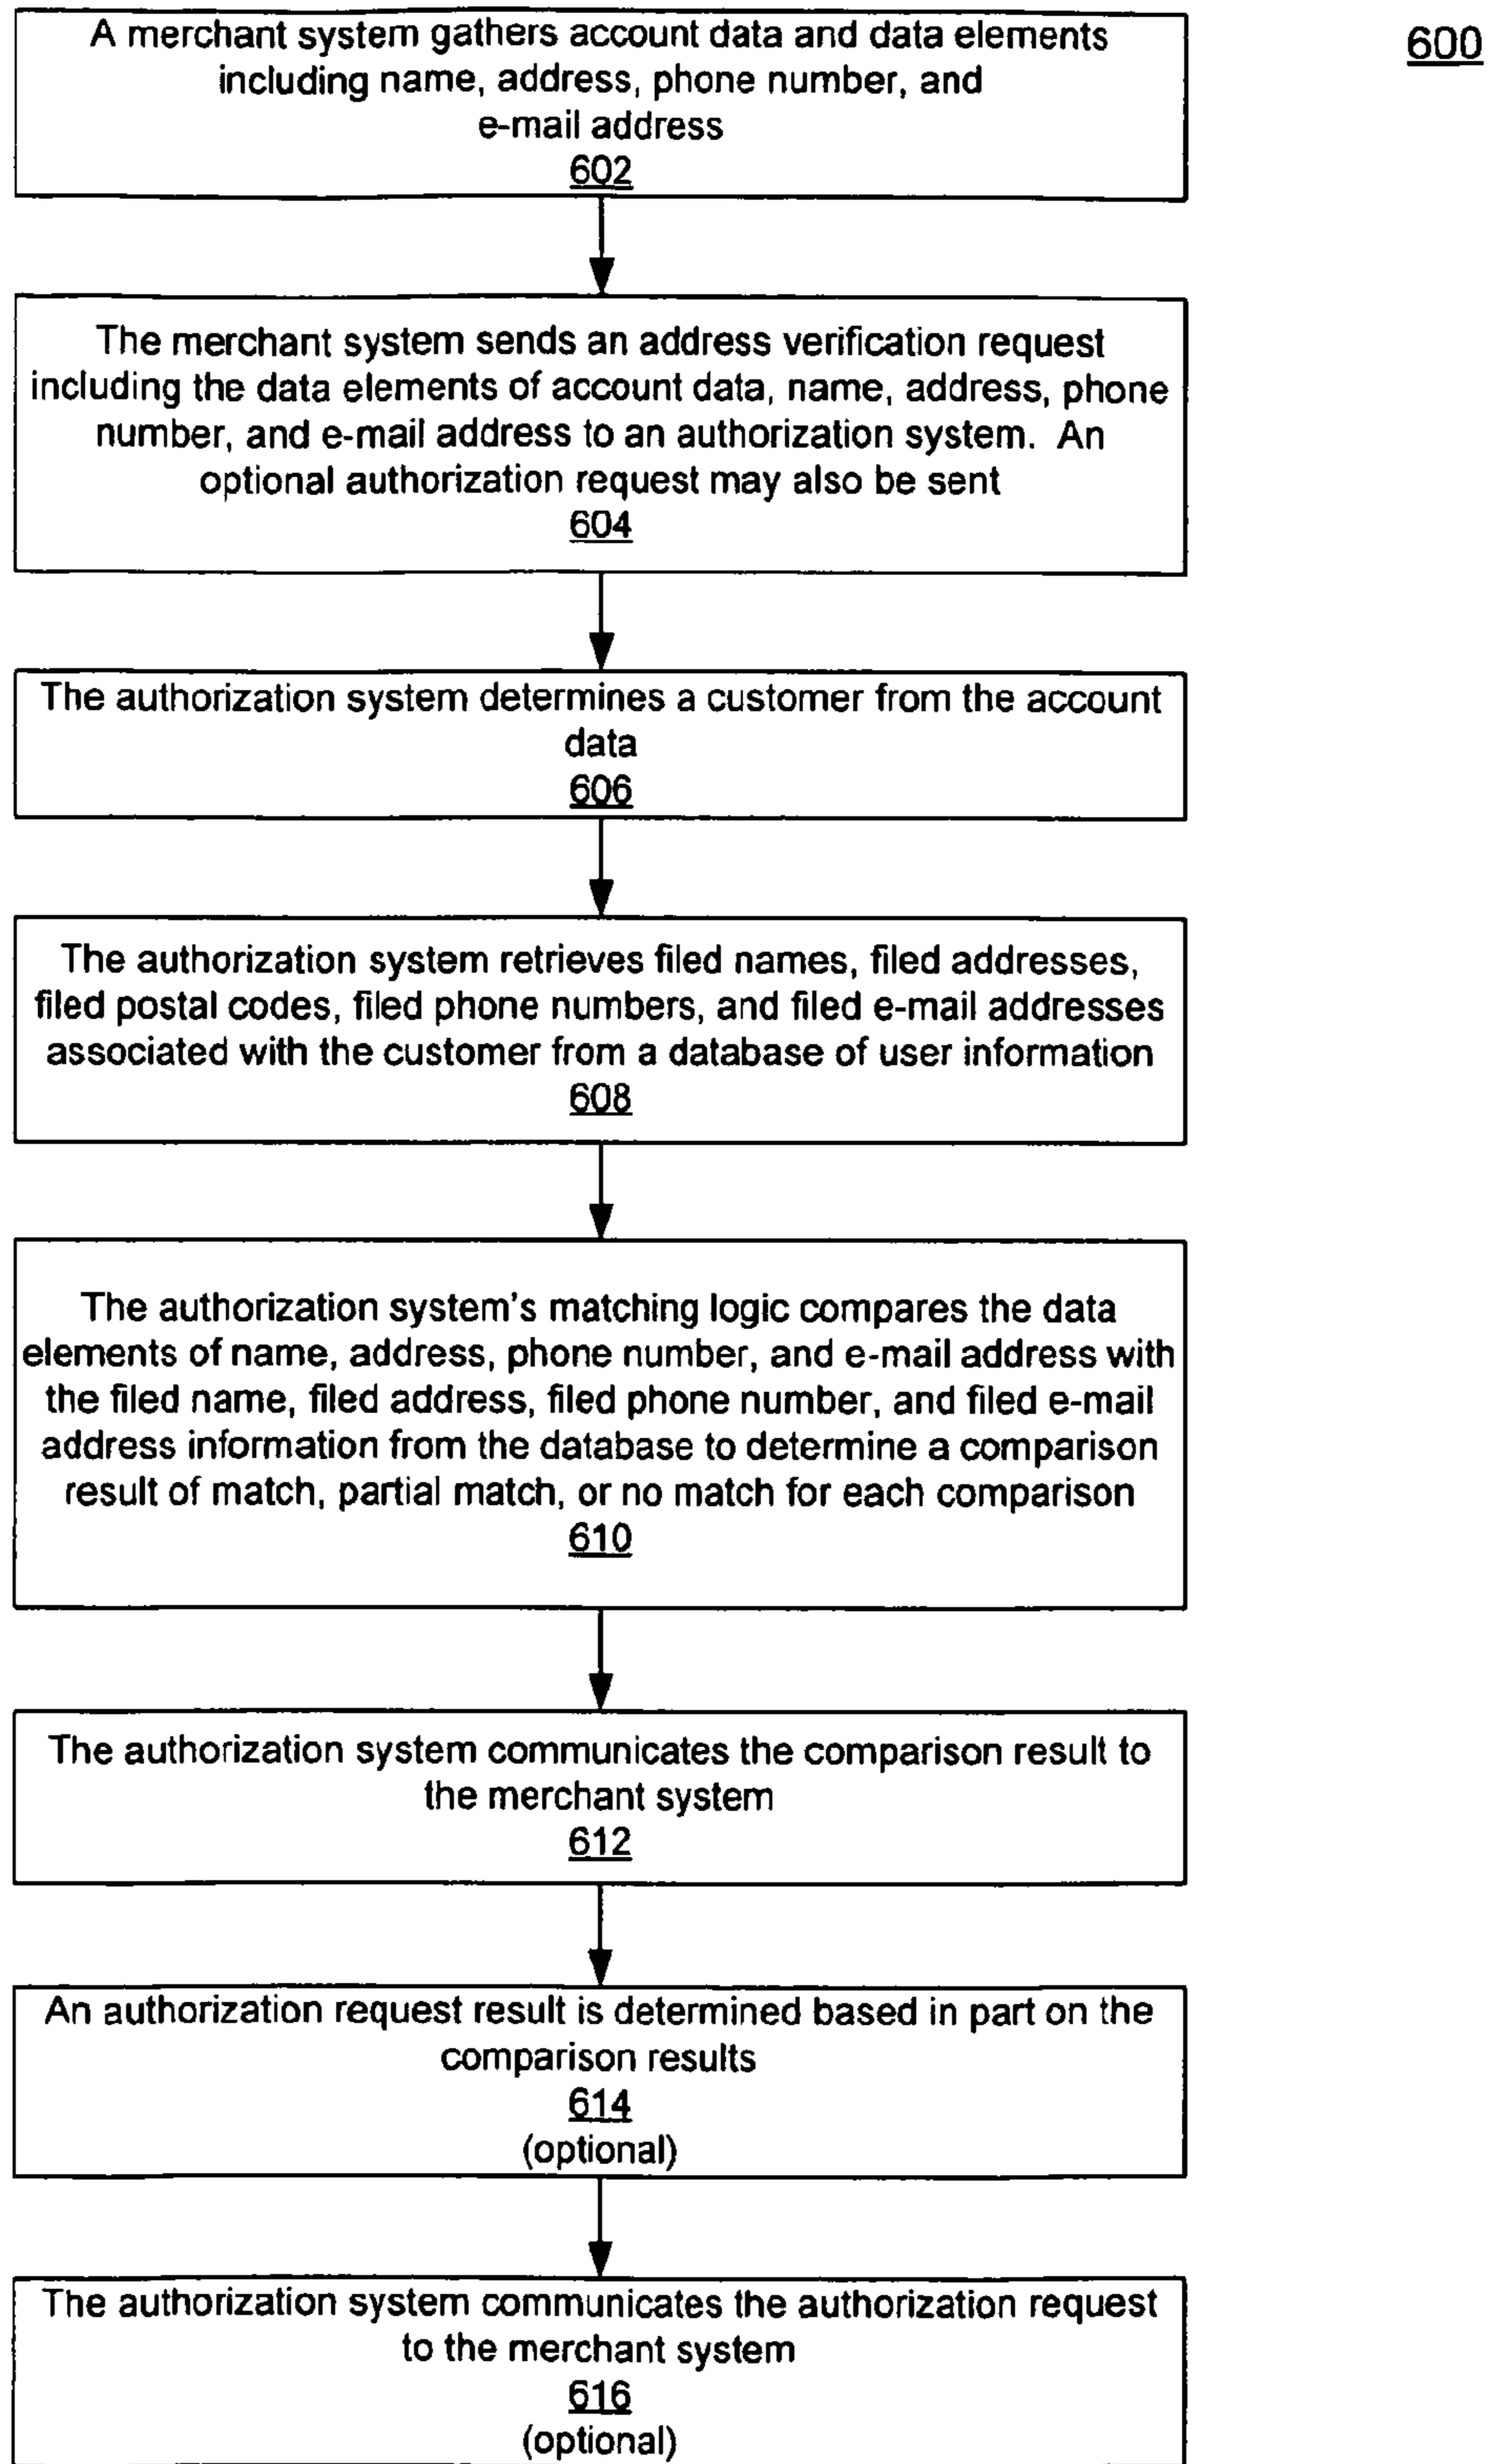 600
A merchant system gathers account data and data elements
including name, address, phone number, and
e-mail address
602
The merchant system sends an address verification request
including the data elements of account data, name, address, phone
number, and e-mail address to an authorization system. An
optional authorization request may also be sent
604
The authorization system determines a customer from the account
data
606
The authorization system retrieves filed names, filed addresses,
filed postal codes, filed phone numbers, and filed e-mail addresses
associated with the customer from a database of user information
608
The authorization system's matching logic compares the data
elements of name, address, phone number, and e-mail address with
the filed name, filed address, filed phone number, and filed e-mail
address information from the database to determine a comparison
result of match, partial match, or no match for each comparison
610
The authorization system communicates the comparison result to
the merchant system
612
An authorization request result is determined based in part on the
comparison results
614
(optional)
The authorization system communicates the authorization request
to the merchant system
616
(optional)